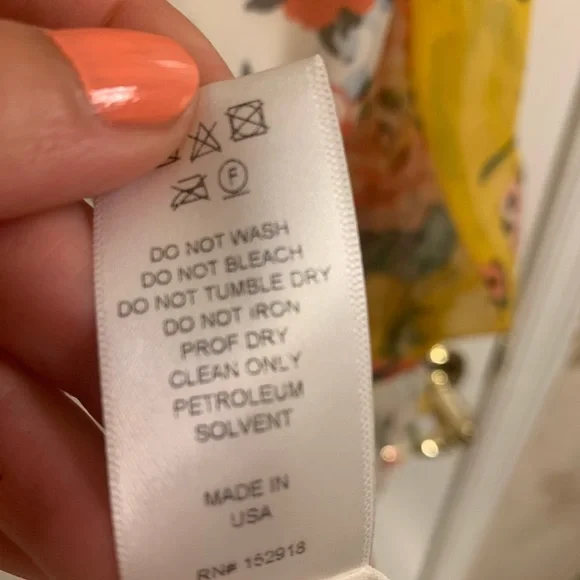 F
DO NOT WASH
DO NOT BLEACH
DO NOT TUMBLE DRY
DO NOT IRON
PROF DRY
CLEAN ONLY
PETROLEUM
SOLVENT
MADE IN
USA
RN# 152918